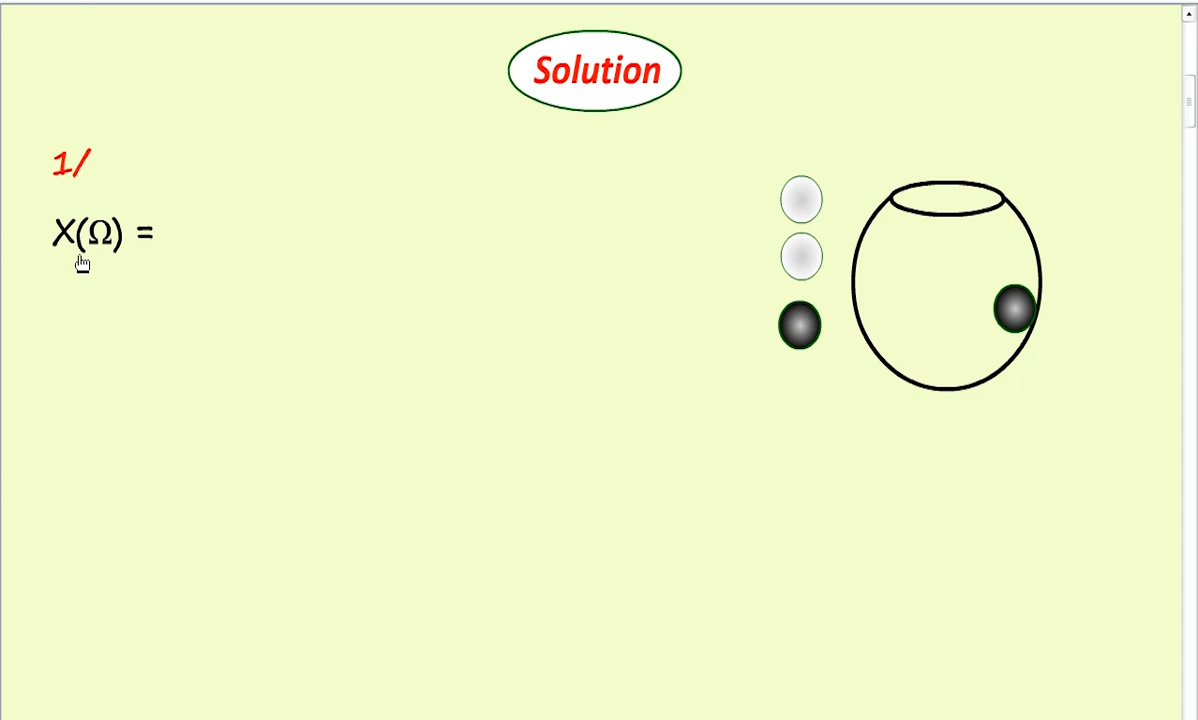 Solution
1/
X(Ω) =